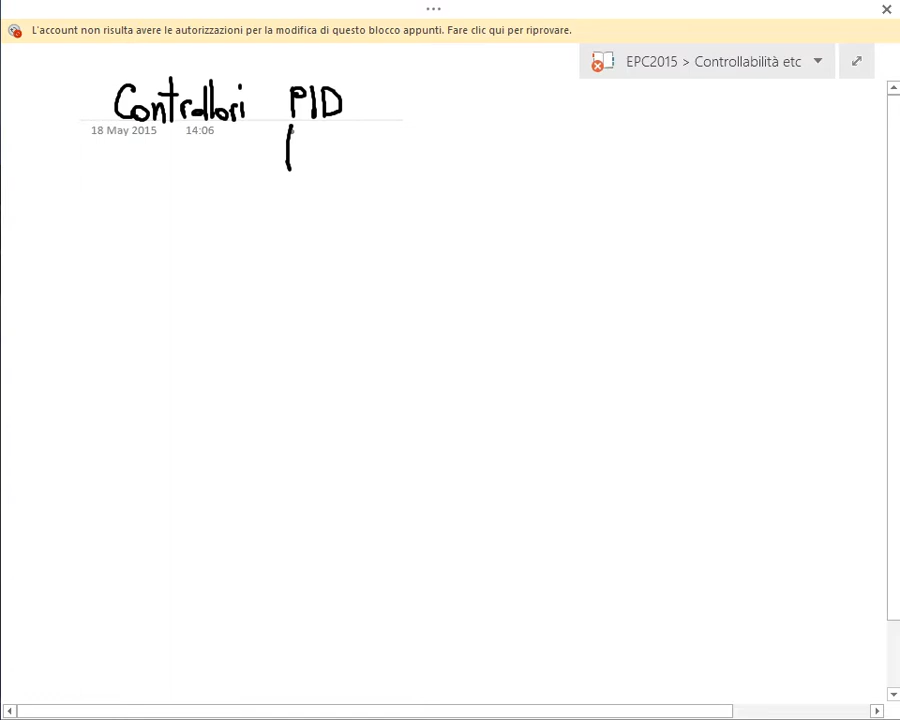 L'account non risulta avere le autorizzazioni per la modifica di questo blocco appunti. Fare clic qui per riprovare.
EPC2015 > Controllabilità etc
Controllori PID
18 May 2015 14:06